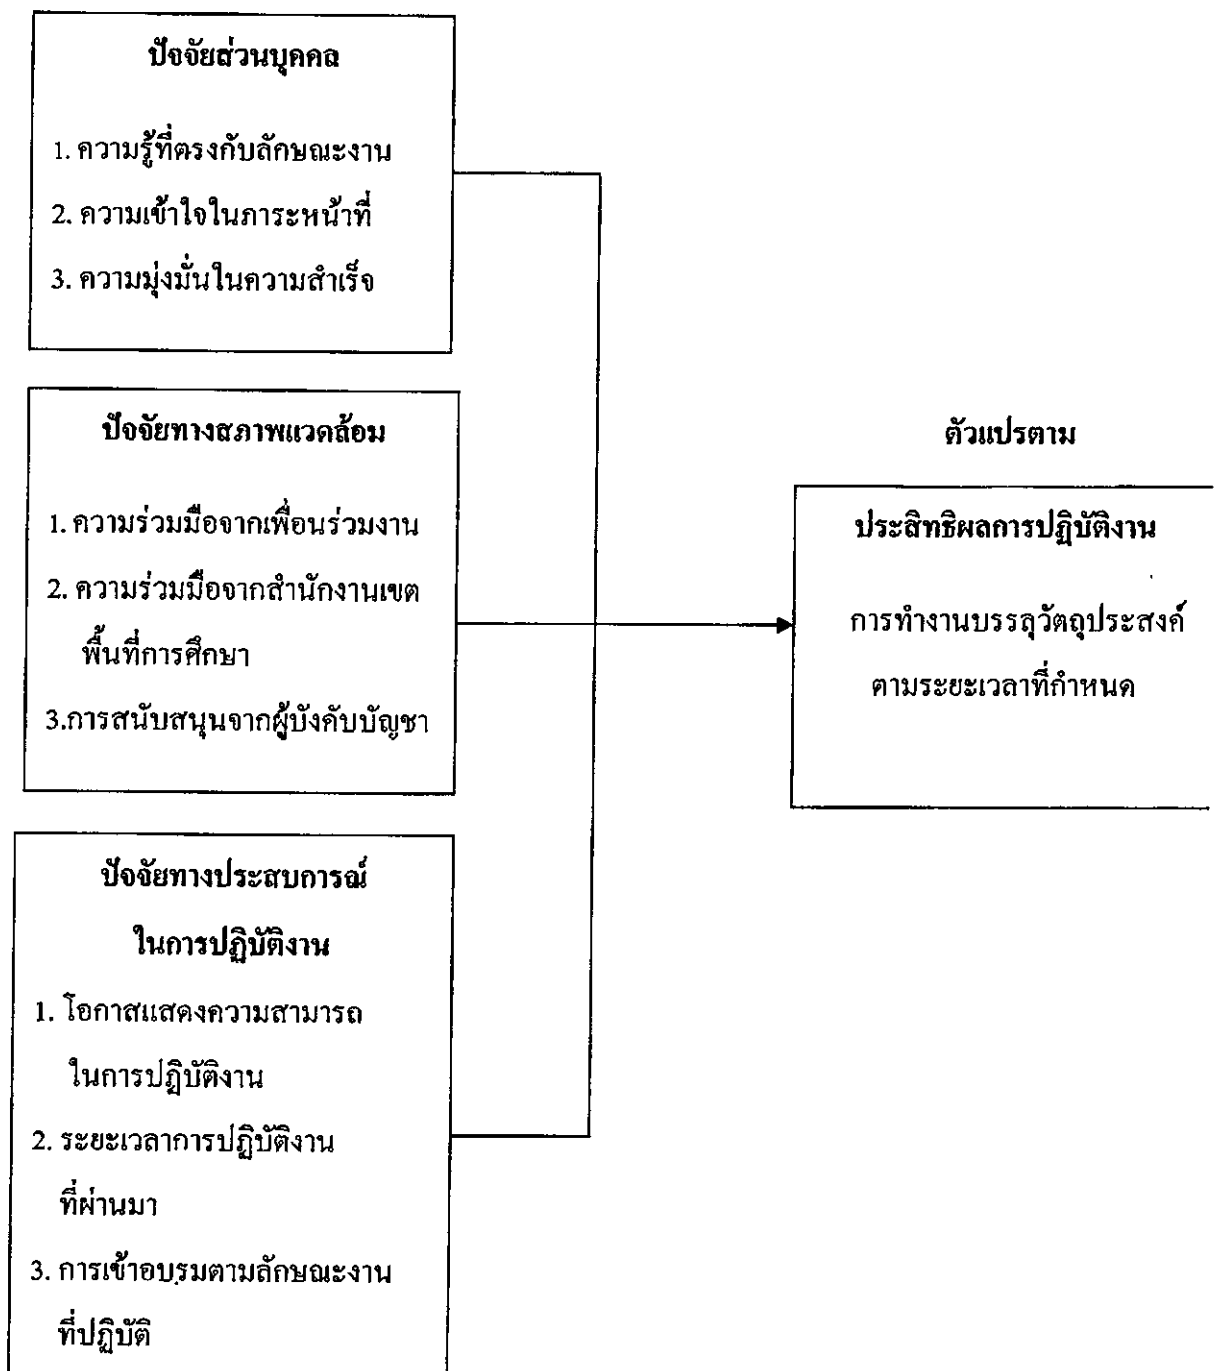 ปัจจัยส่วนบุคคล
1. ความรู้ที่ตรงกับลักษณะงาน
2. ความเข้าใจในภาระหน้าที่
3. ความมุ่งมั่นในความสำเร็จ
ปัจจัยทางสภาพแวดล้อม
1. ความร่วมมือจากเพื่อนร่วมงาน
2. ความร่วมมือจากสำนักงานเขต
พื้นที่การศึกษา
3.การสนับสนุนจากผู้บังคับบัญชา
ปัจจัยทางประสบการณ์
ในการปฏิบัติงาน
1. โอกาสแสดงความสามารถ
ในการปฏิบัติงาน
2. ระยะเวลาการปฏิบัติงาน
ที่ผ่านมา
3. การเข้าอบรมตามลักษณะงาน
ที่ปฏิบัติ
ตัวแปรตาม
ประสิทธิผลการปฏิบัติงาน
การทำงานบรรลุวัตถุประสงค์
ตามระยะเวลาที่กำหนด